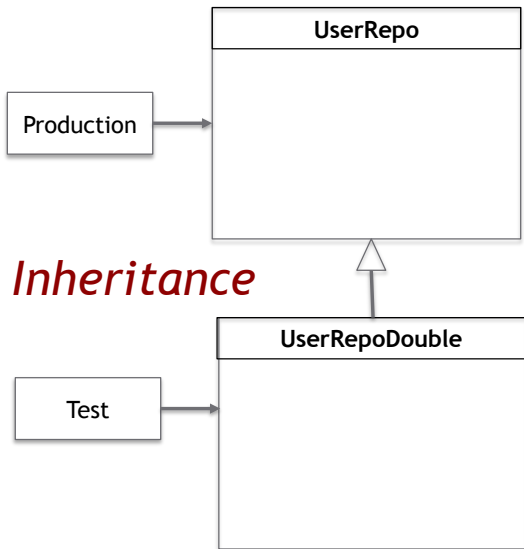 UserRepo
Production
Inheritance
UserRepoDouble
Test